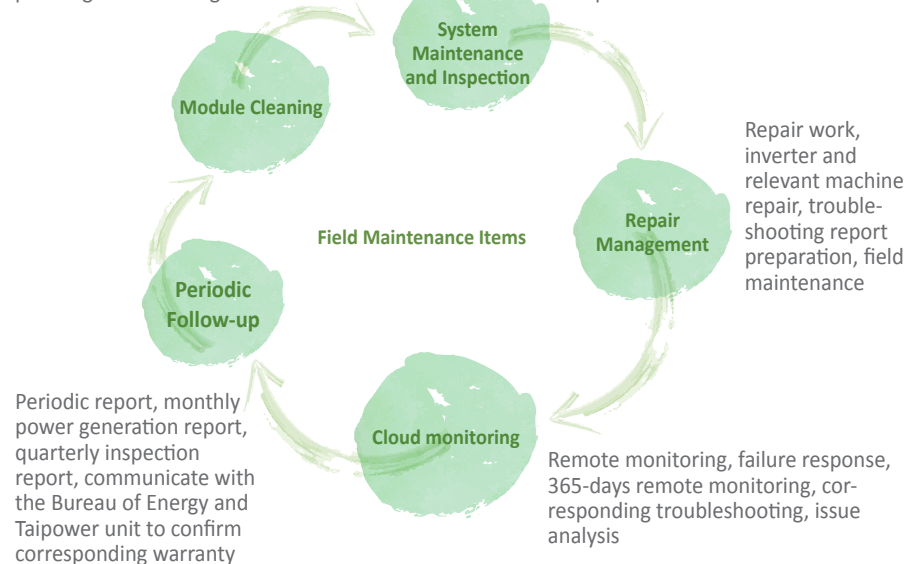 System
Maintenance
and Inspection
Module Cleaning
Repair work,
inverter and
relevant machine
repair, trouble-
shooting report
preparation, field
maintenance
Repair
Management
Field Maintenance Items
Periodic
Follow-up
Cloud monitoring
Periodic report, monthly
power generation report,
quarterly inspection
report, communicate with
the Bureau of Energy and
Taipower unit to confirm
corresponding warranty
Remote monitoring, failure response,
365-days remote monitoring, cor-
responding troubleshooting, issue
analysis